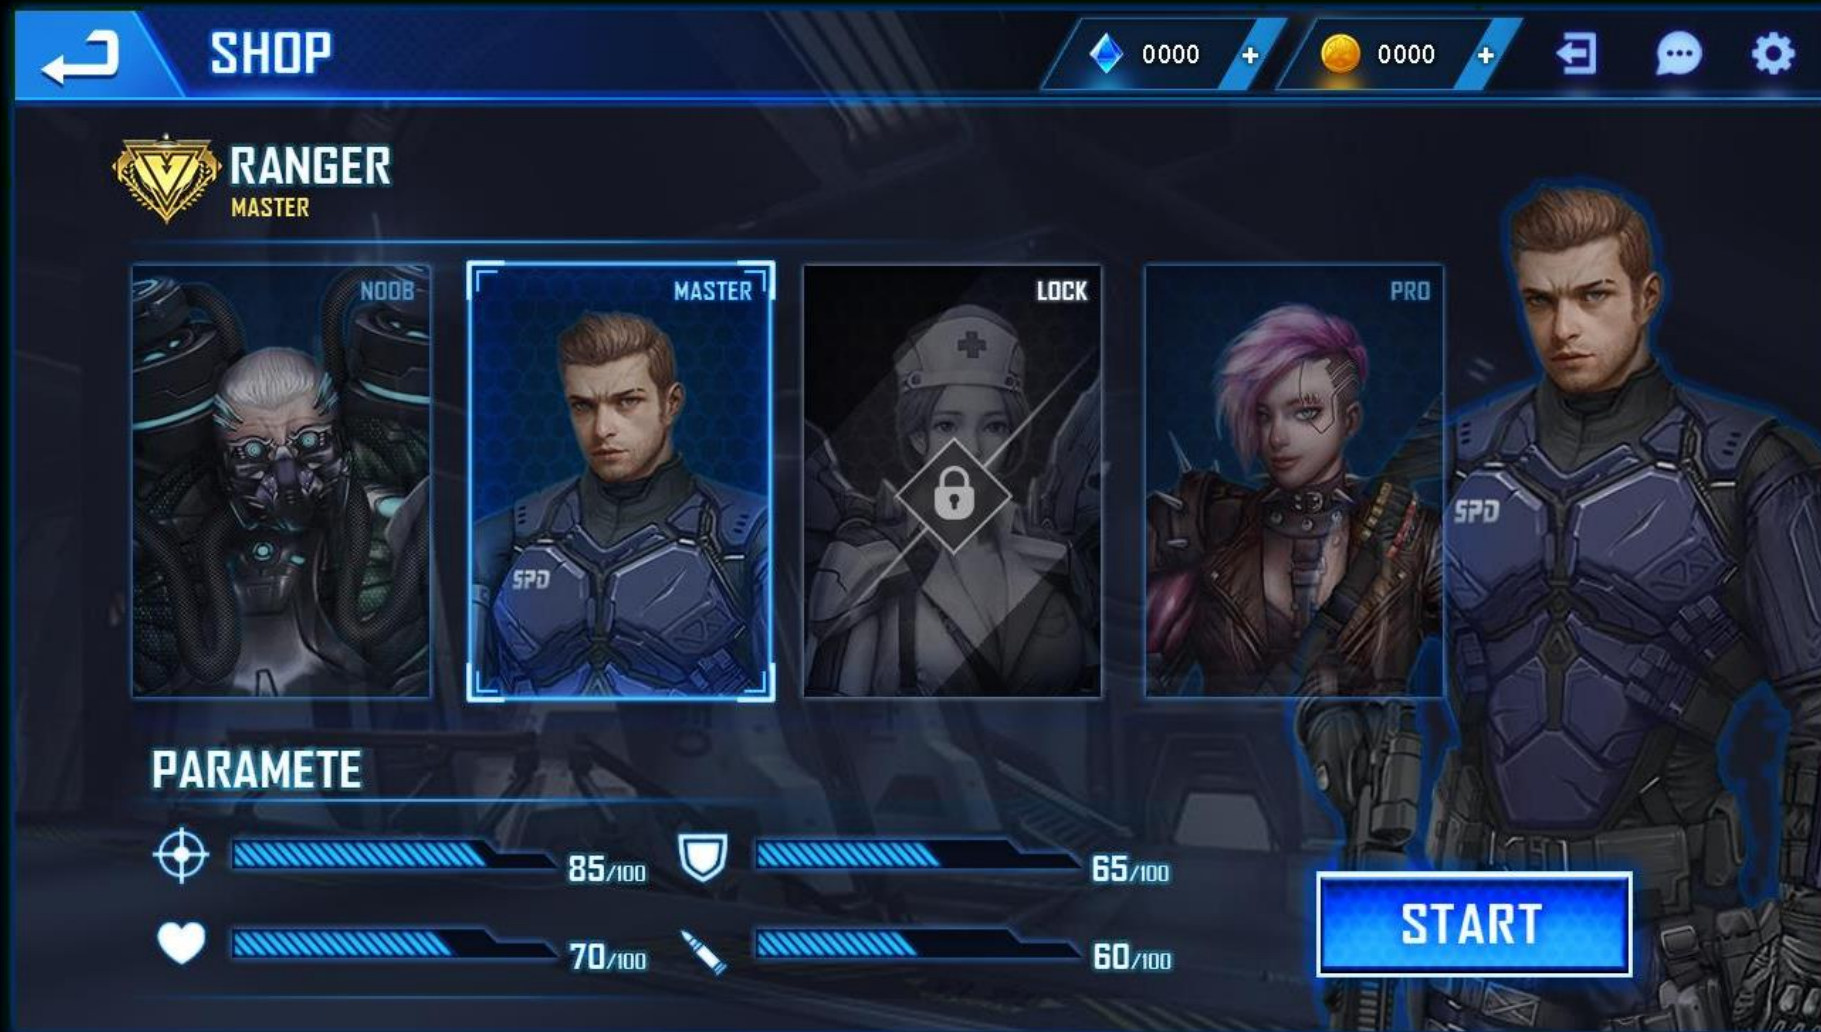 SHOP
0000 +
0000 +
RANGER
MASTER
NOOB
MASTER
LOCK
PRO
SPD
SPD
PARAMETE
85/100
65/100
70/100
60/100
START